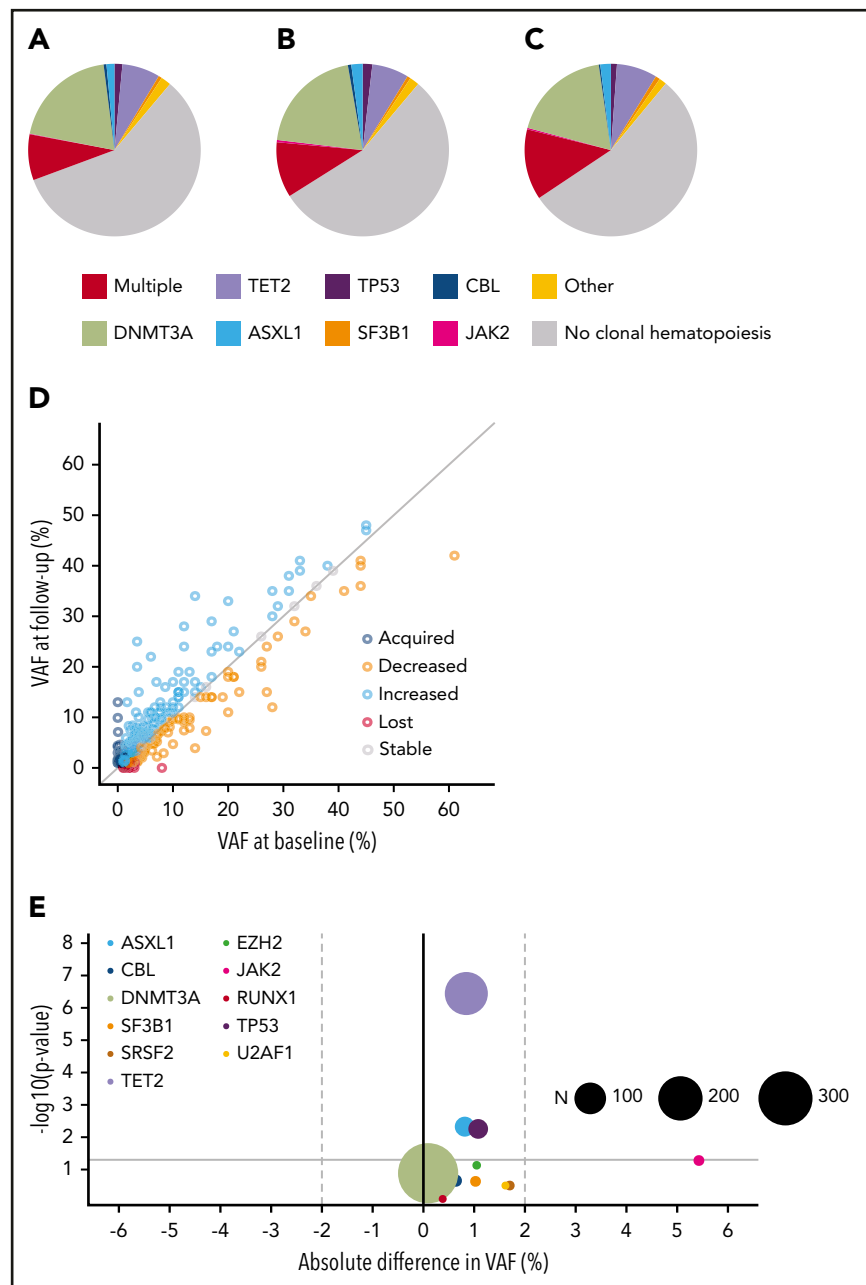 A B C
Multiple TET2 TP53 CBL Other
DNMT3A ASXL1 SF3B1 JAK2 No clonal hematopoiesis
D
60
50
40
30
20
10
0
VAF at follow-up (%)
Acquired
Decreased
Increased
Lost
Stable
0 10 20 30 40 50 60
VAF at baseline (%)
E
8
7
6
5
4
3
2
1
-log10(p-value)
ASXL1 EZH2
CBL JAK2
DNMT3A RUNX1
SF3B1 TP53
SRSF2 U2AF1
TET2
N 100 200 300
-6 -5 -4 -3 -2 -1 0 1 2 3 4 5 6
Absolute difference in VAF (%)